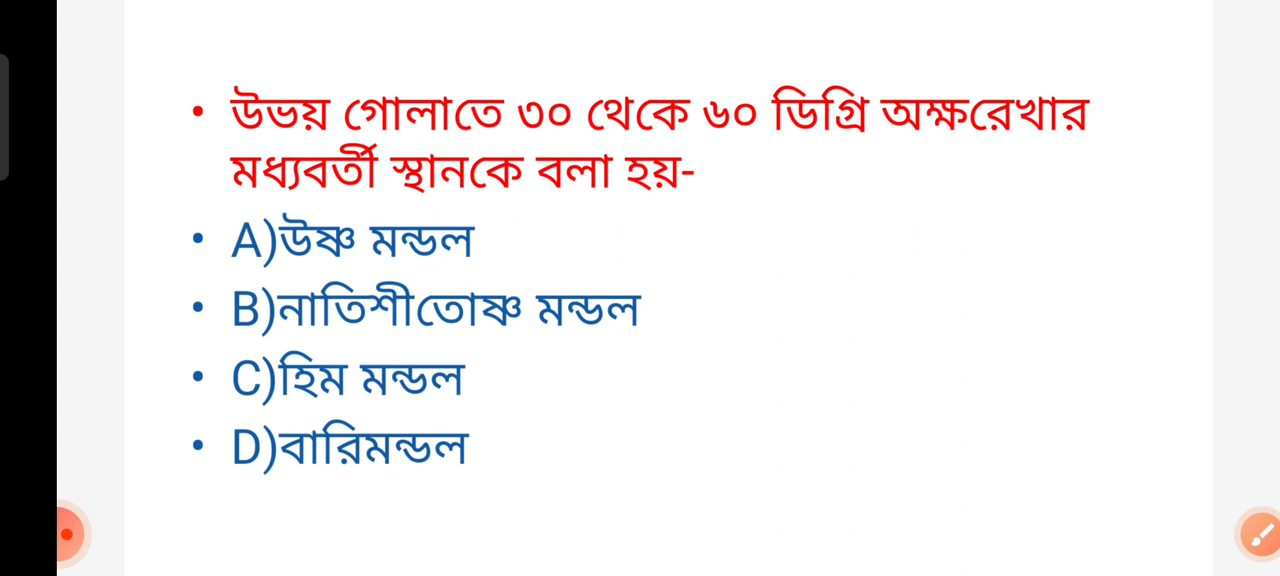 • উভয় গোলাতে ৩০ থেকে ৬০ ডিগ্রি অক্ষরেখার
মধ্যবর্তী স্থানকে বলা হয়-
• A)উষ্ণ মন্ডল
• B)নাতিশীতোষ্ণ মন্ডল
• C)হিম মন্ডল
• D)বারিমন্ডল